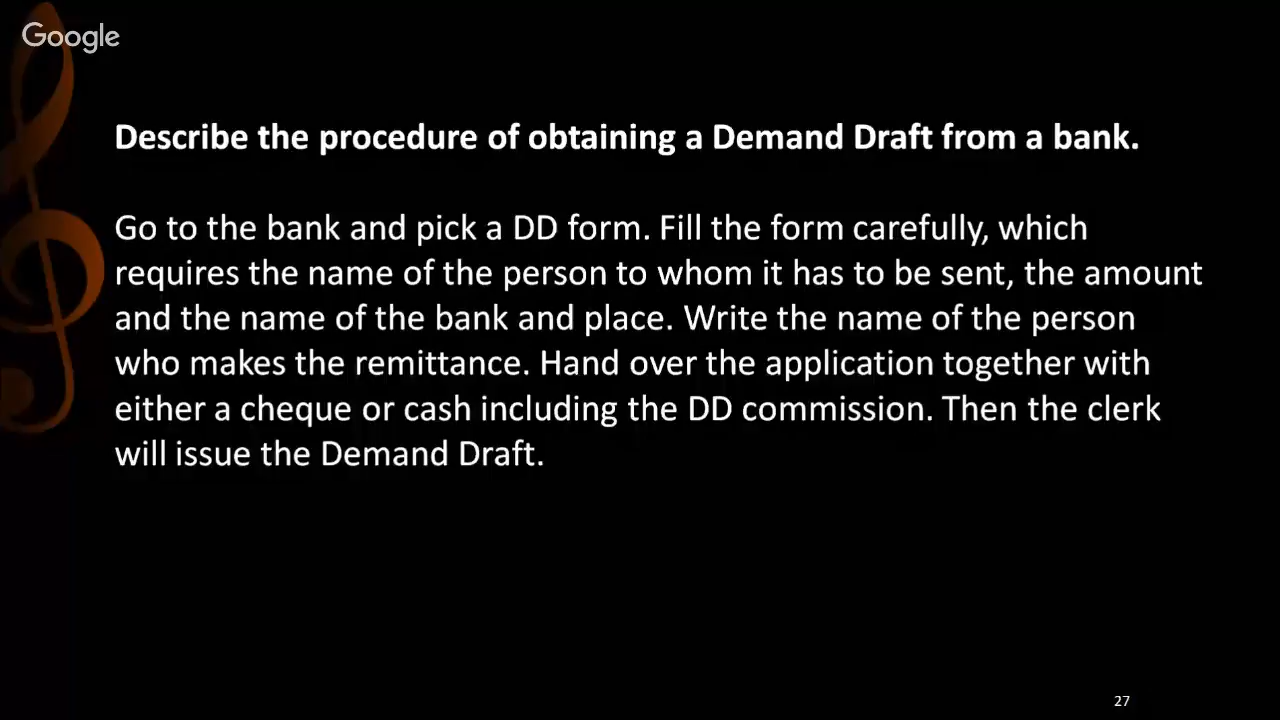 Google
Describe the procedure of obtaining a Demand Draft from a bank.
Go to the bank and pick a DD form. Fill the form carefully, which
requires the name of the person to whom it has to be sent, the amount
and the name of the bank and place. Write the name of the person
who makes the remittance. Hand over the application together with
either a cheque or cash including the DD commission. Then the clerk
will issue the Demand Draft.
27